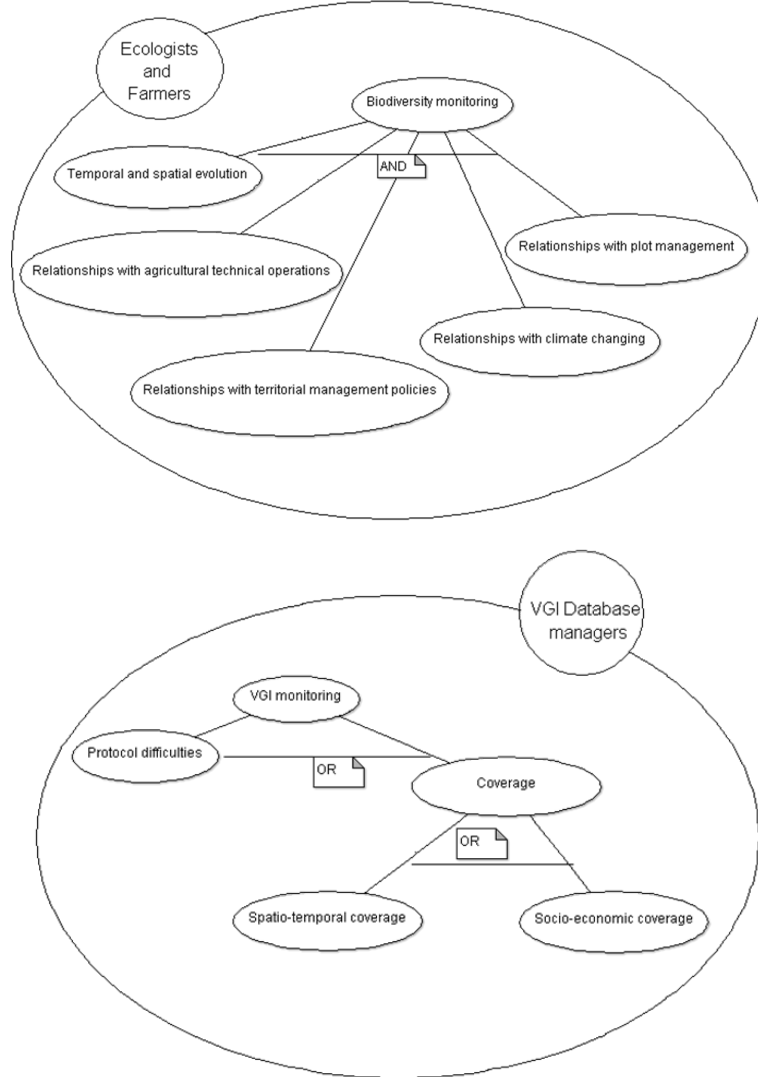 Ecologists
and
Farmers
Biodiversity monitoring
AND
Temporal and spatial evolution
Relationships with plot management
Relationships with agricultural technical operations
Relationships with climate changing
Relationships with territorial management policies
VGI Database
managers
VGI monitoring
Protocol difficulties
OR
Coverage
OR
Spatio-temporal coverage
Socio-economic coverage